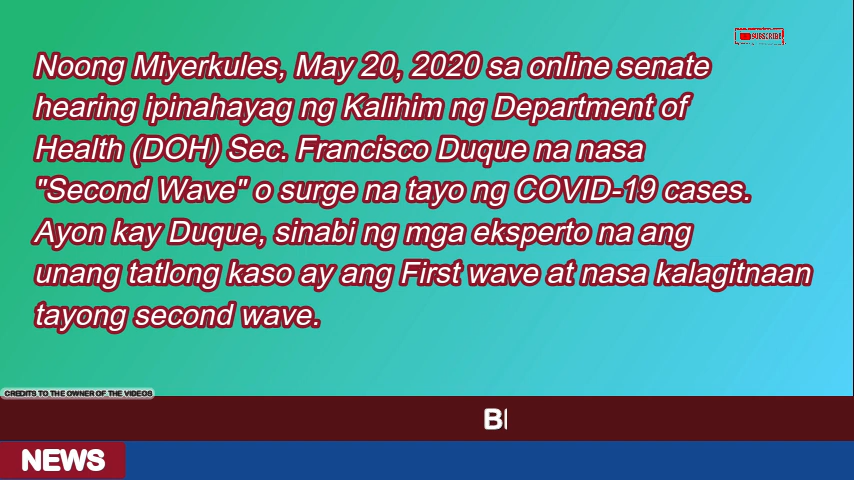 SUBSCRIBE
Noong Miyerkules, May 20, 2020 sa online senate
hearing ipinahayag ng Kalihim ng Department of
Health (DOH) Sec. Francisco Duque na nasa
"Second Wave" o surge na tayo ng COVID-19 cases.
Ayon kay Duque, sinabi ng mga eksperto na ang
unang tatlong kaso ay ang First wave at nasa kalagitnaan
tayong second wave.
CREDITS TO THE OWNER OF THE VIDEOS
NEWS